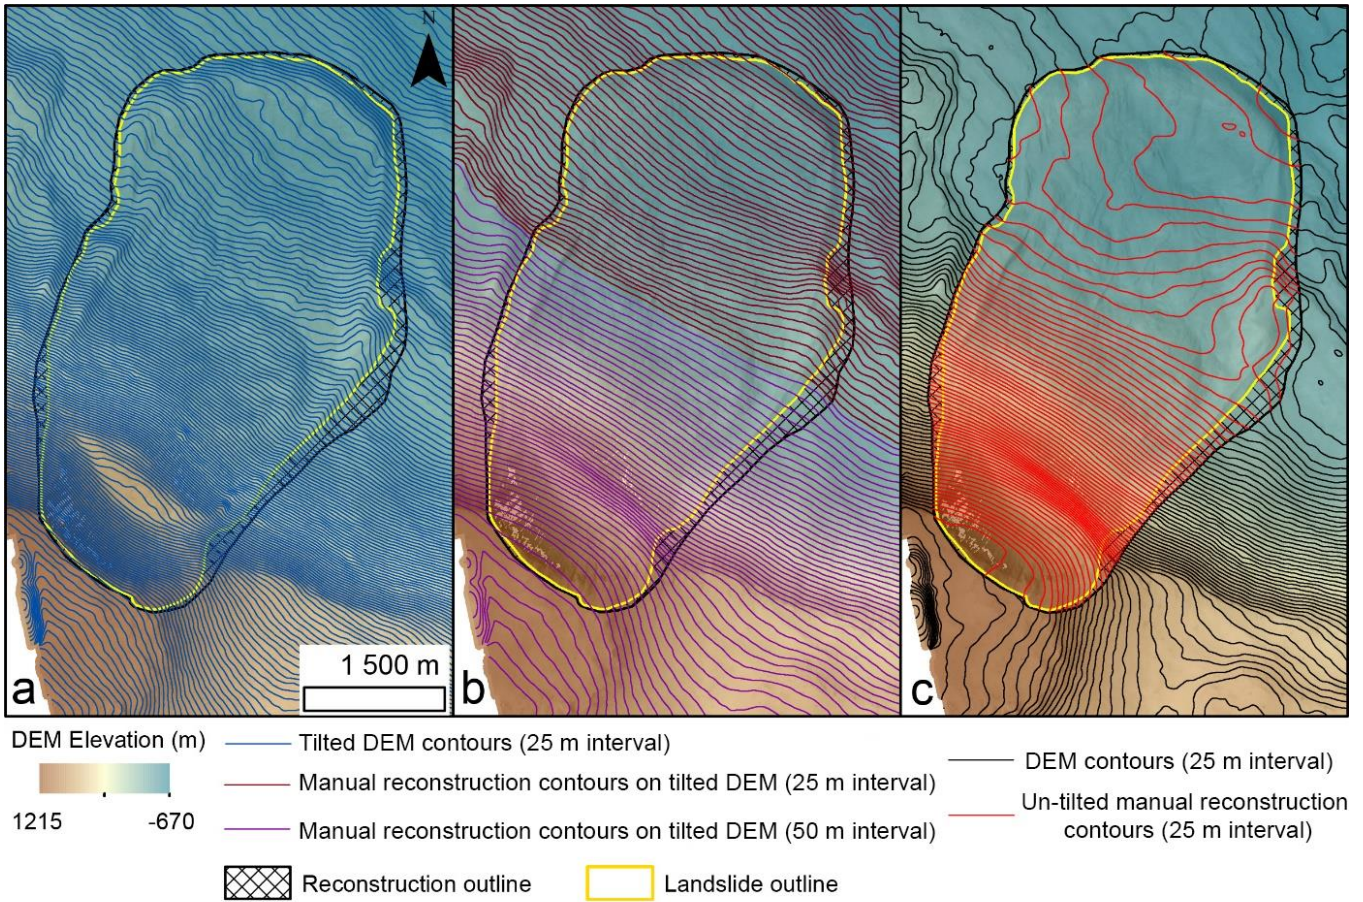 N
a
1 500 m
b
c
DEM Elevation (m)
1215
-670
Tilted DEM contours (25 m interval)
Manual reconstruction contours on tilted DEM (25 m interval)
Manual reconstruction contours on tilted DEM (50 m interval)
DEM contours (25 m interval)
Un-tilted manual reconstruction
contours (25 m interval)
Reconstruction outline
Landslide outline